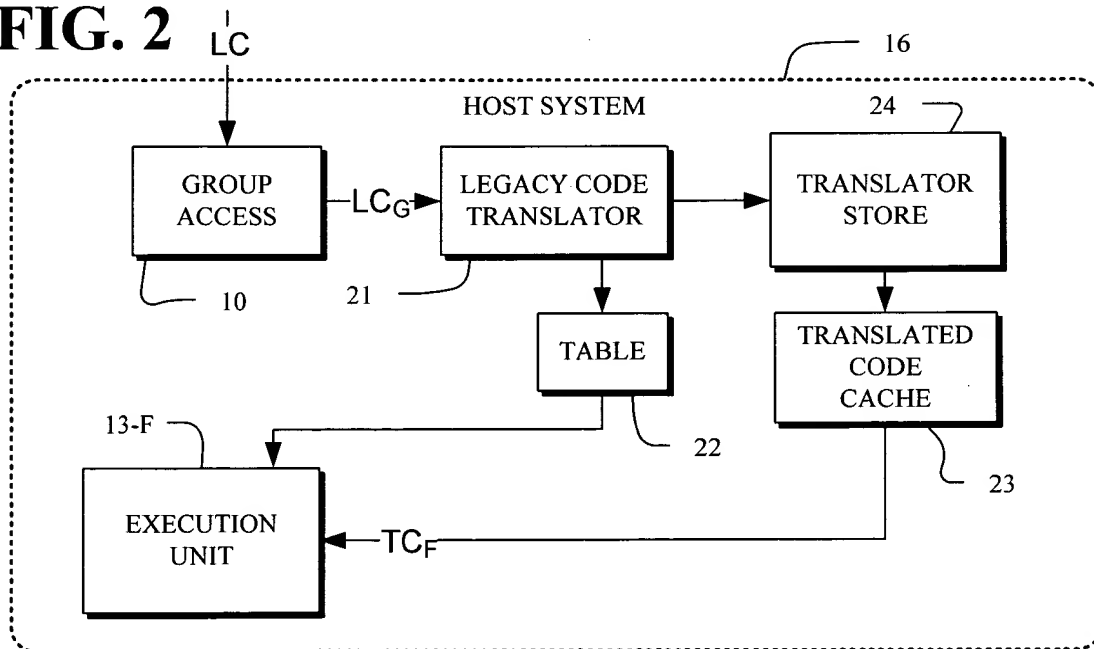 FIG. 2
LC
16
HOST SYSTEM
24
GROUP
ACCESS
LCG
LEGACY CODE
TRANSLATOR
TRANSLATOR
STORE
10
21
TABLE
TRANSLATED
CODE
CACHE
13-F
22
23
EXECUTION
UNIT
TCF